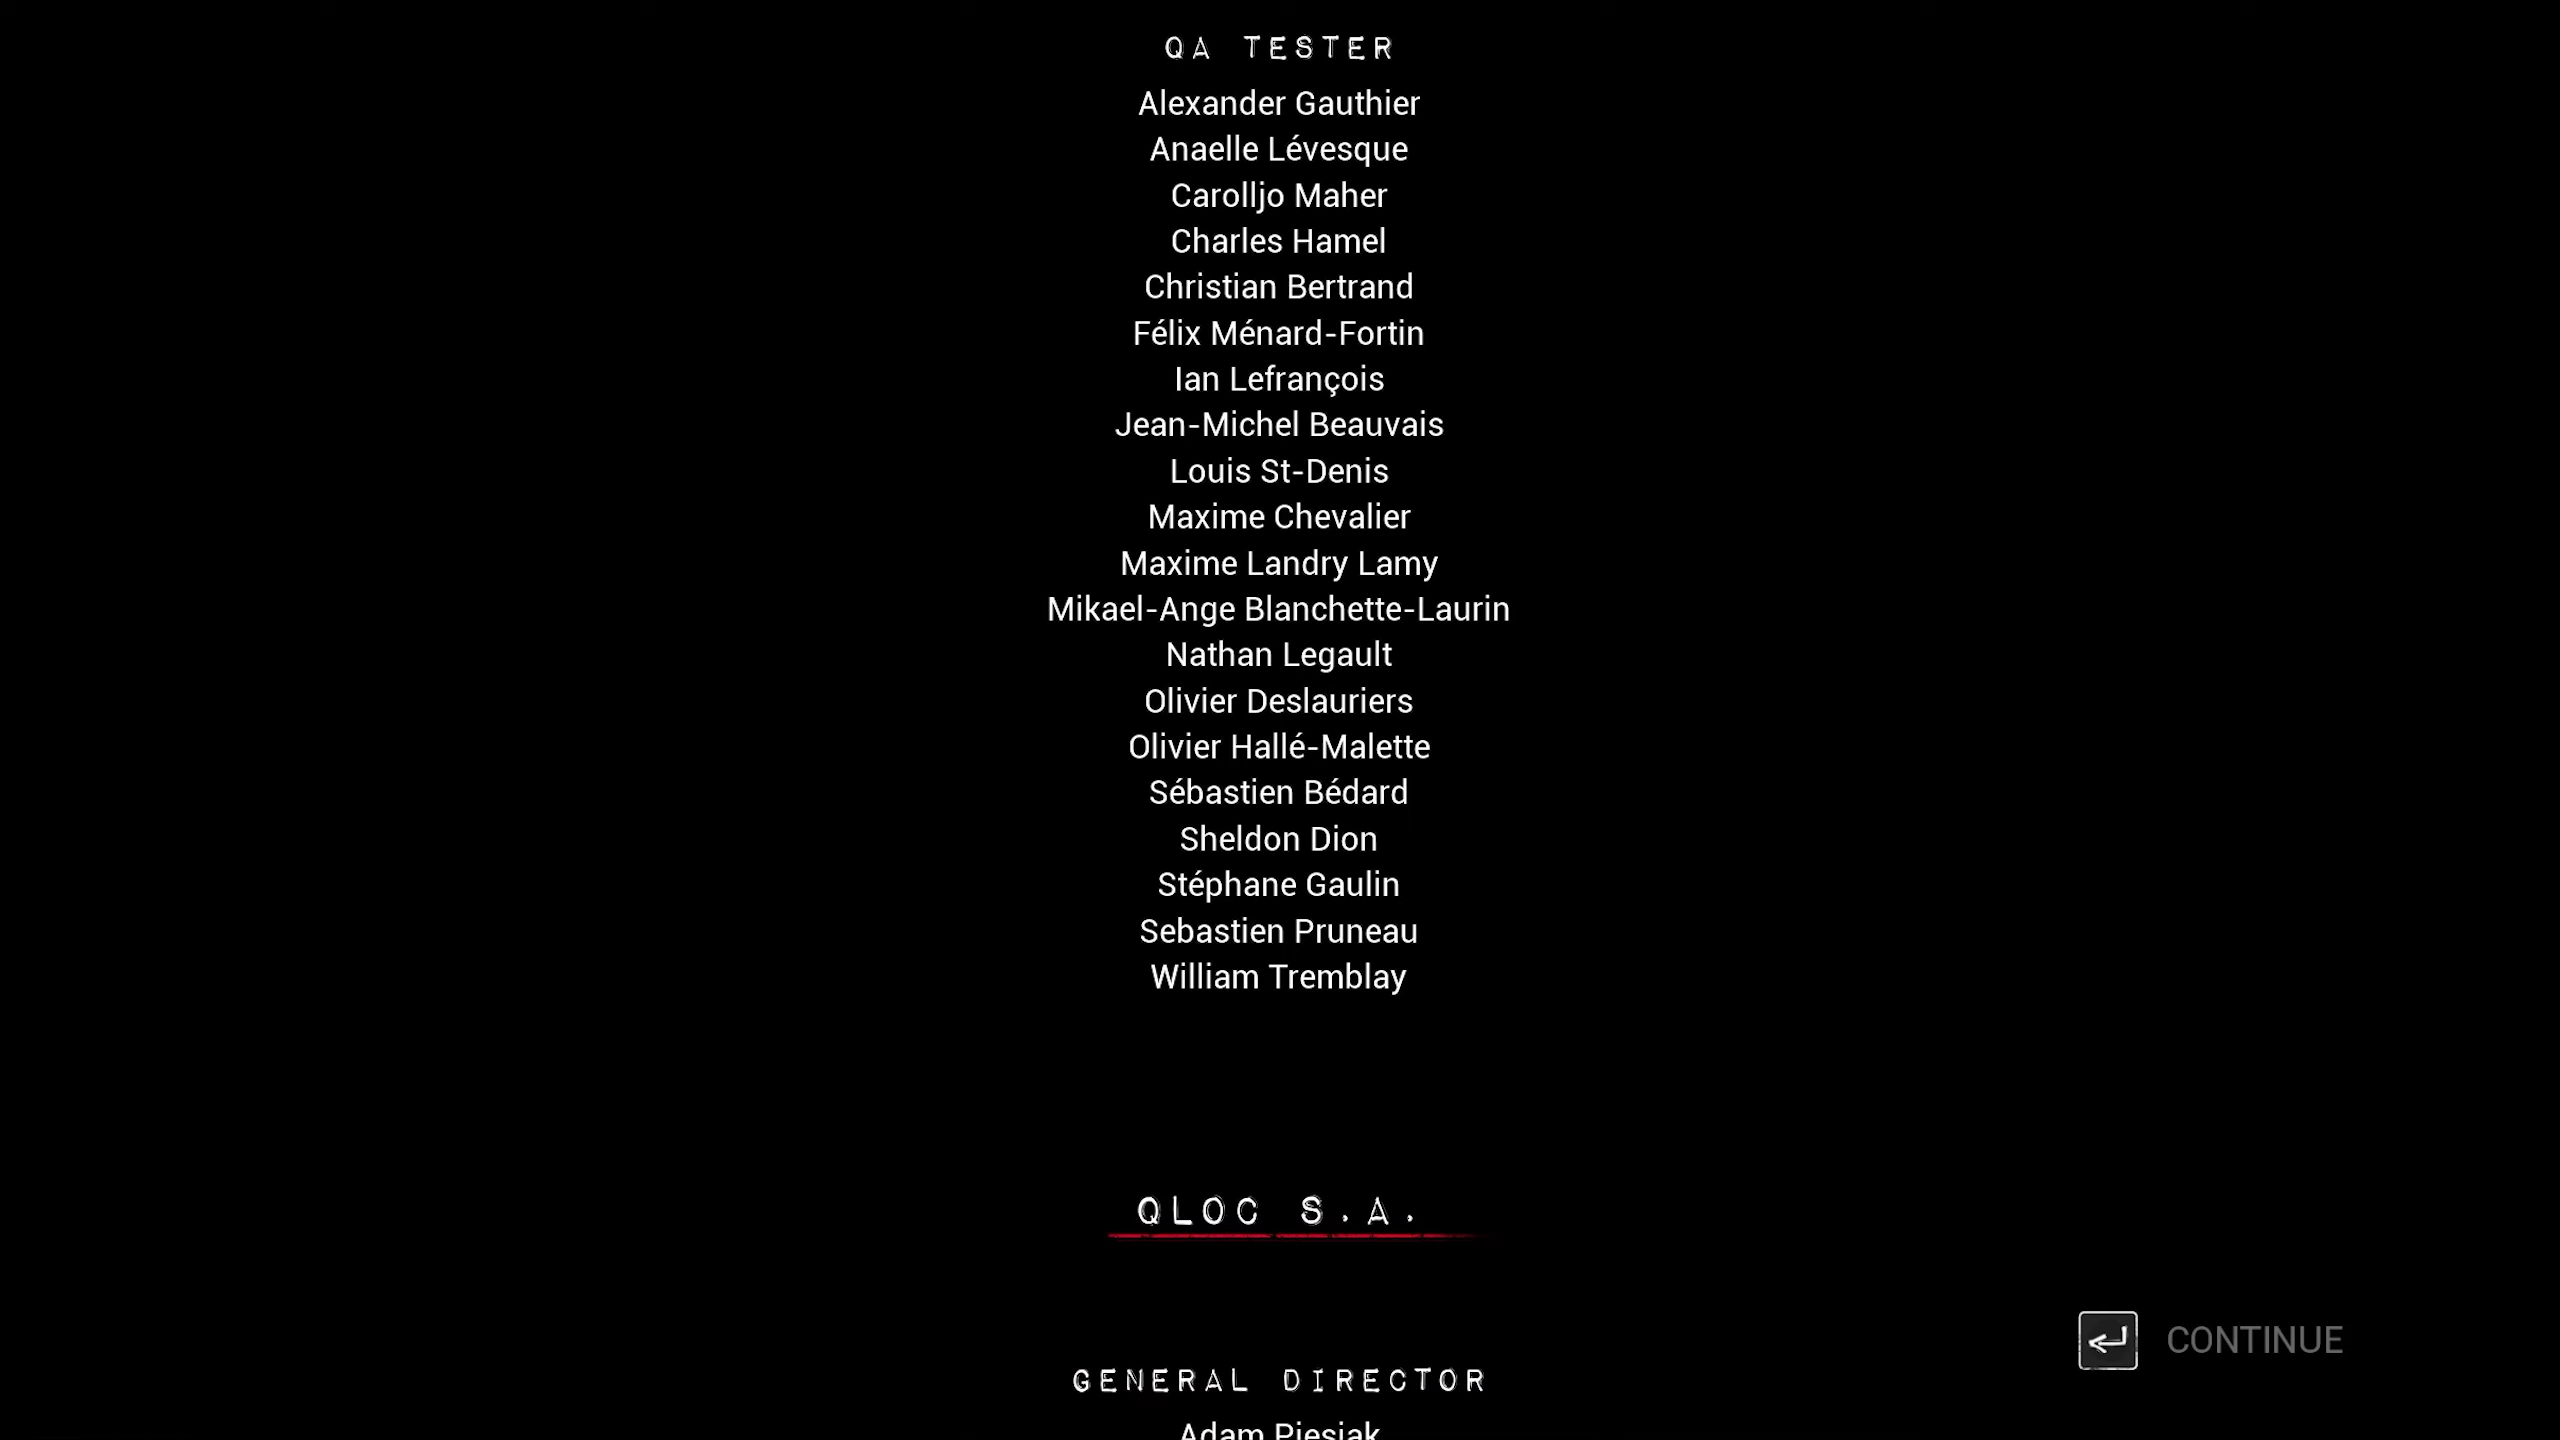 QA TESTER
Alexander Gauthier
Anaelle Lévesque
Carolljo Maher
Charles Hamel
Christian Bertrand
Félix Ménard-Fortin
Ian Lefrançois
Jean-Michel Beauvais
Louis St-Denis
Maxime Chevalier
Maxime Landry Lamy
Mikael-Ange Blanchette-Laurin
Nathan Legault
Olivier Deslauriers
Olivier Hallé-Malette
Sébastien Bédard
Sheldon Dion
Stéphane Gaulin
Sebastien Pruneau
William Tremblay
QLOC S.A.
CONTINUE
GENERAL DIRECTOR
Adam Piesiak